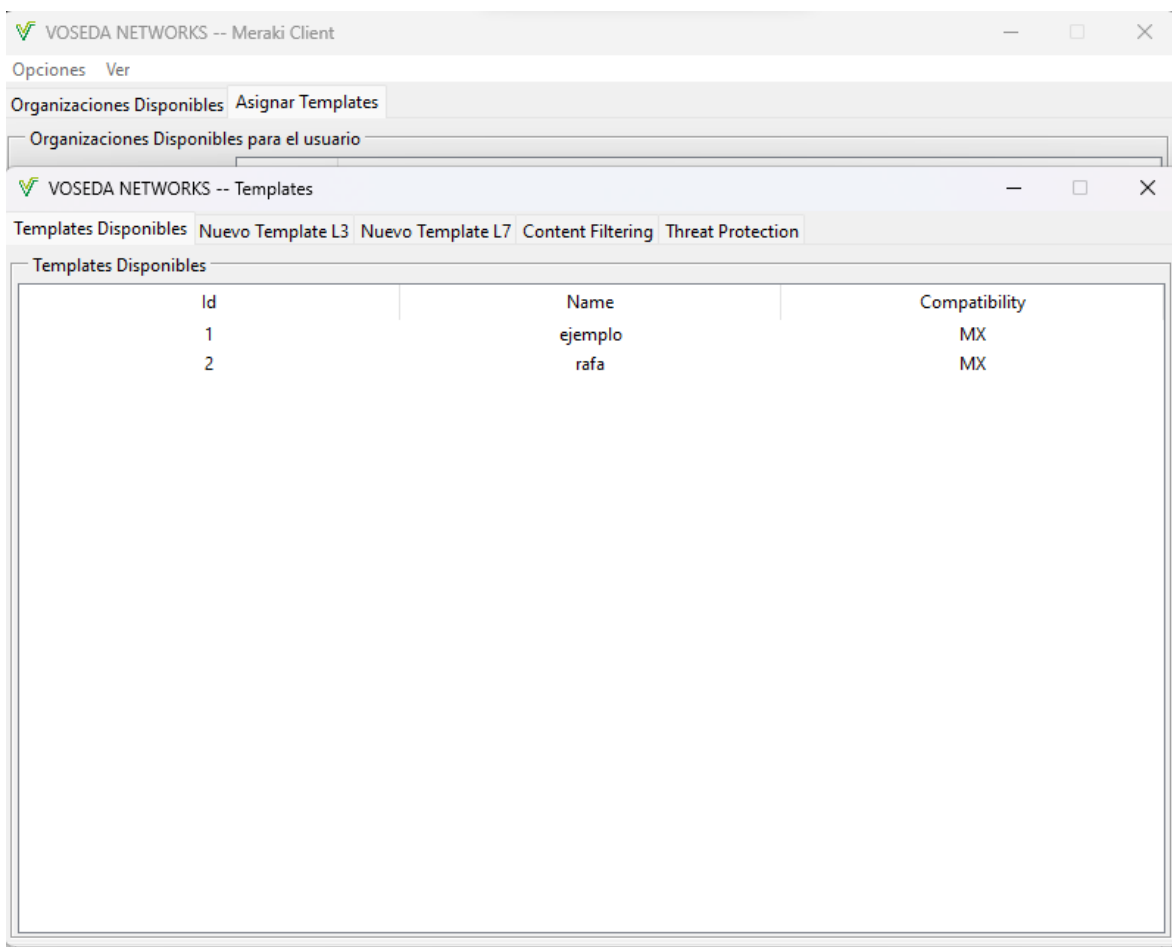 VOSEDA NETWORKS -- Meraki Client
Opciones Ver
Organizaciones Disponibles Asignar Templates
Organizaciones Disponibles para el usuario
VOSEDA NETWORKS -- Templates
Templates Disponibles Nuevo Template L3 Nuevo Template L7 Content Filtering Threat Protection
Templates Disponibles
Id Name Compatibility
1 ejemplo MX
2 rafa MX